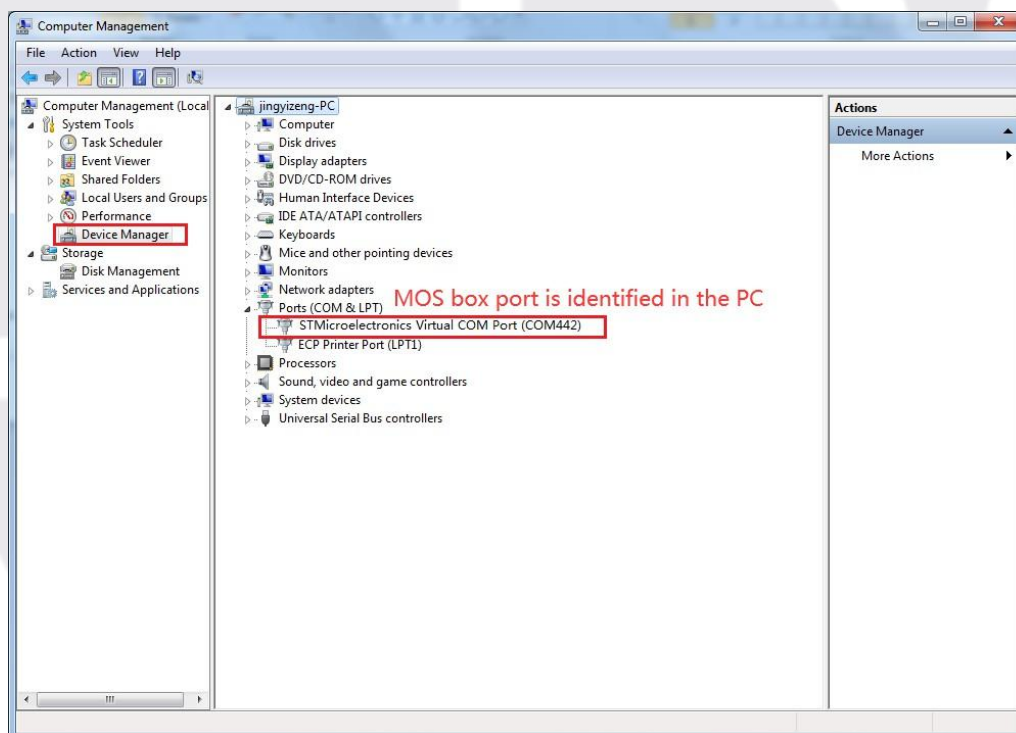 Computer Management
File Action View Help
Computer Management (Local
System Tools
Task Scheduler
Event Viewer
Shared Folders
Local Users and Groups
Performance
Device Manager
Storage
Disk Management
Services and Applications
jingyizeng-PC
Computer
Disk drives
Display adapters
DVD/CD-ROM drives
Human Interface Devices
IDE ATA/ATAPI controllers
Keyboards
Mice and other pointing devices
Monitors
Network adapters
MOS box port is identified in the PC
Ports (COM & LPT)
STMicroelectronics Virtual COM Port (COM442)
ECP Printer Port (LPT1)
Processors
Sound, video and game controllers
System devices
Universal Serial Bus controllers
Actions
Device Manager
More Actions